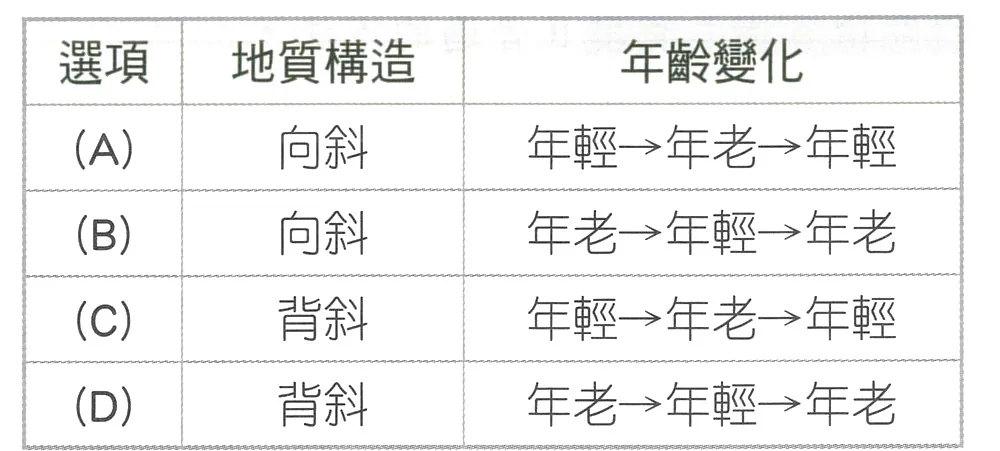 選項 地質構造 年齡變化
(A) 向斜 年輕→年老→年輕
(B) 向斜 年老→年輕→年老
(C) 背斜 年輕→年老→年輕
(D) 背斜 年老→年輕→年老